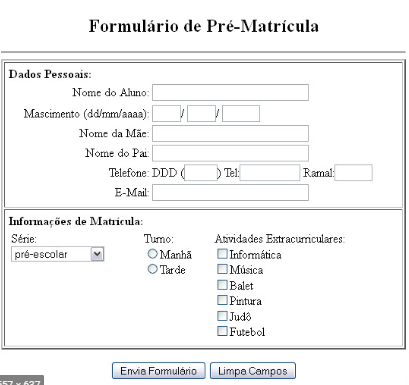 Formulário de Pré-Matrícula
Dados Pessoais:
Nome do Aluno:
Mascimento (dd/mm/aaaa): / /
Nome da Mãe:
Nome do Pai:
Telefone: DDD ( ) Tel: Ramal:
E-Mail:
Informações de Matrícula:
Série: Turno: Atividades Extracurriculares:
pré-escolar Manhã Informática
Tarde Música
Balet
Pintura
Judô
Futebol
Envia Formulário Limpa Campos
557 x 637